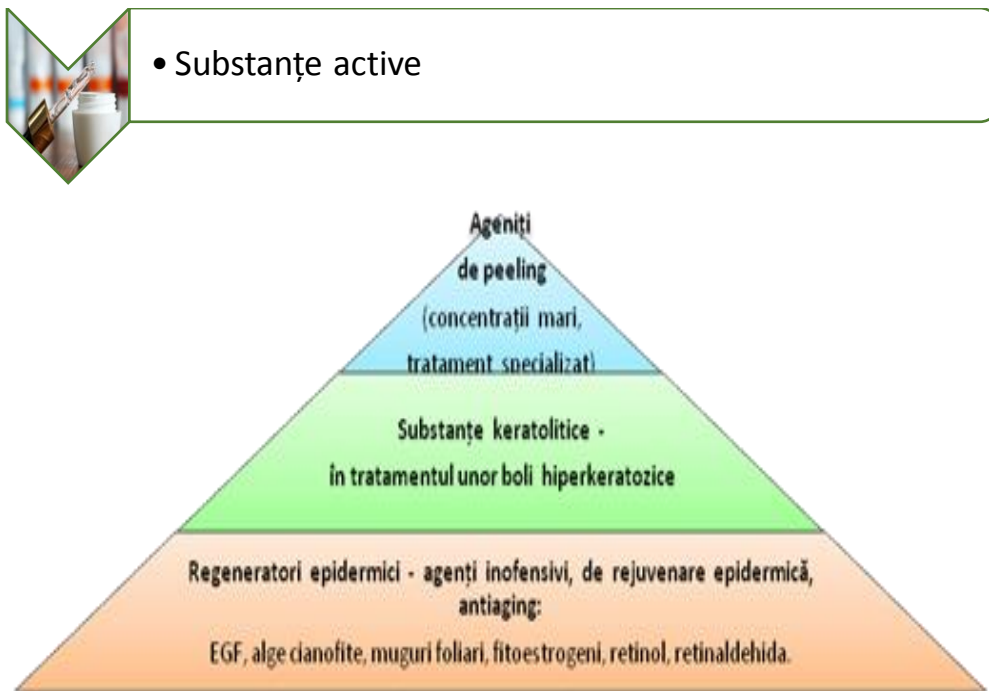 • Substanțe active
Ageniți
de peeling
(concentrații mari,
tratament specializat)
Substanțe keratolitice -
în tratamentul unor boli hiperkeratozice
Regeneratori epidermici - agenți inofensivi, de rejuvenare epidermică,
antiaging:
EGF, alge cianofite, muguri foliari, fitoestrogeni, retinol, retinaldehida.